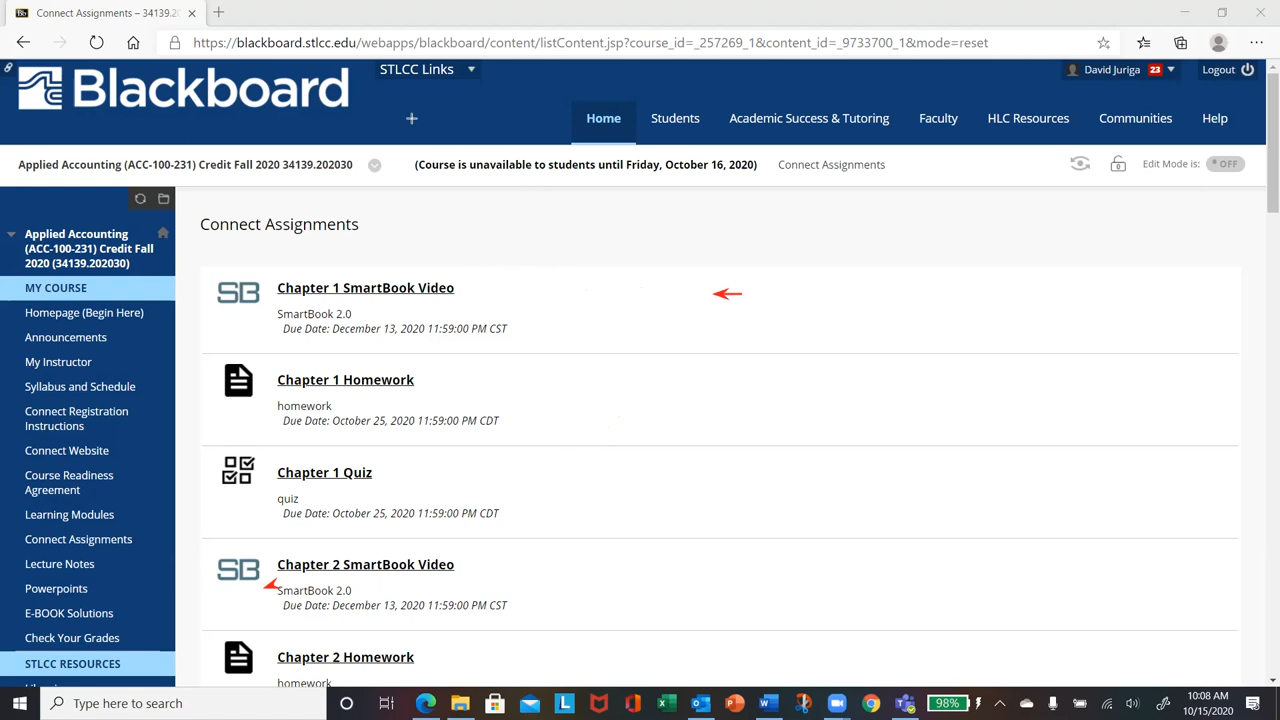 Connect Assignments – 34139.20
https://blackboard.stlcc.edu/webapps/blackboard/content/listContent.jsp?course_id=_257269_1&content_id=_9733700_1&mode=reset
Blackboard
STLCC Links
David Juriga 23
Logout
Home
Students
Academic Success & Tutoring
Faculty
HLC Resources
Communities
Help
Applied Accounting (ACC-100-231) Credit Fall 2020 34139.202030
(Course is unavailable to students until Friday, October 16, 2020)
Connect Assignments
Edit Mode is: OFF
Applied Accounting
(ACC-100-231) Credit Fall
2020 (34139.202030)
MY COURSE
Homepage (Begin Here)
Announcements
My Instructor
Syllabus and Schedule
Connect Registration
Instructions
Connect Website
Course Readiness
Agreement
Learning Modules
Connect Assignments
Lecture Notes
Powerpoints
E-BOOK Solutions
Check Your Grades
STLCC RESOURCES
Connect Assignments
SB
Chapter 1 SmartBook Video
SmartBook 2.0
Due Date: December 13, 2020 11:59:00 PM CST
Chapter 1 Homework
homework
Due Date: October 25, 2020 11:59:00 PM CDT
Chapter 1 Quiz
quiz
Due Date: October 25, 2020 11:59:00 PM CDT
SB
Chapter 2 SmartBook Video
SmartBook 2.0
Due Date: December 13, 2020 11:59:00 PM CST
Chapter 2 Homework
homework
Type here to search
98%
10:08 AM
10/15/2020